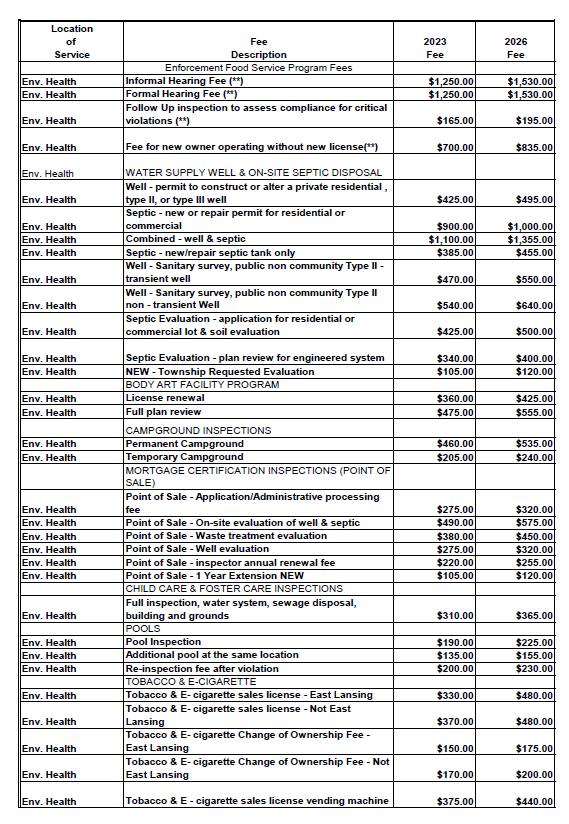 Location
of
Service
Fee
Description
2023
Fee
2026
Fee
Enforcement Food Service Program Fees
Env. Health Informal Hearing Fee (**) $1,250.00 $1,530.00
Env. Health Formal Hearing Fee (**) $1,250.00 $1,530.00
Follow Up inspection to assess compliance for critical
Env. Health violations (**) $165.00 $195.00
Env. Health Fee for new owner operating without new license(**) $700.00 $835.00
Env. Health WATER SUPPLY WELL & ON-SITE SEPTIC DISPOSAL
Well - permit to construct or alter a private residential ,
Env. Health type II, or type III well $425.00 $495.00
Septic - new or repair permit for residential or
Env. Health commercial $900.00 $1,000.00
Env. Health Combined - well & septic $1,100.00 $1,355.00
Env. Health Septic - new/repair septic tank only $385.00 $455.00
Well - Sanitary survey, public non community Type II -
Env. Health transient well $470.00 $550.00
Well - Sanitary survey, public non community Type II
Env. Health non - transient Well $540.00 $640.00
Septic Evaluation - application for residential or
Env. Health commercial lot & soil evaluation $425.00 $500.00
Env. Health Septic Evaluation - plan review for engineered system $340.00 $400.00
Env. Health NEW - Township Requested Evaluation $105.00 $120.00
BODY ART FACILITY PROGRAM
Env. Health License renewal $360.00 $425.00
Env. Health Full plan review $475.00 $555.00
CAMPGROUND INSPECTIONS
Env. Health Permanent Campground $460.00 $535.00
Env. Health Temporary Campground $205.00 $240.00
MORTGAGE CERTIFICATION INSPECTIONS (POINT OF
SALE)
Point of Sale - Application/Administrative processing
Env. Health fee $275.00 $320.00
Env. Health Point of Sale - On-site evaluation of well & septic $490.00 $575.00
Env. Health Point of Sale - Waste treatment evaluation $380.00 $450.00
Env. Health Point of Sale - Well evaluation $275.00 $320.00
Env. Health Point of Sale - inspector annual renewal fee $220.00 $255.00
Env. Health Point of Sale - 1 Year Extension NEW $105.00 $120.00
CHILD CARE & FOSTER CARE INSPECTIONS
Full inspection, water system, sewage disposal,
Env. Health building and grounds $310.00 $365.00
POOLS
Env. Health Pool Inspection $190.00 $225.00
Env. Health Additional pool at the same location $135.00 $155.00
Env. Health Re-inspection fee after violation $200.00 $230.00
TOBACCO & E-CIGARETTE
Env. Health Tobacco & E- cigarette sales license - East Lansing $330.00 $480.00
Tobacco & E- cigarette sales license - Not East
Env. Health Lansing $370.00 $480.00
Tobacco & E- cigarette Change of Ownership Fee -
Env. Health East Lansing $150.00 $175.00
Tobacco & E- cigarette Change of Ownership Fee - Not
Env. Health East Lansing $170.00 $200.00
Env. Health Tobacco & E - cigarette sales license vending machine $375.00 $440.00